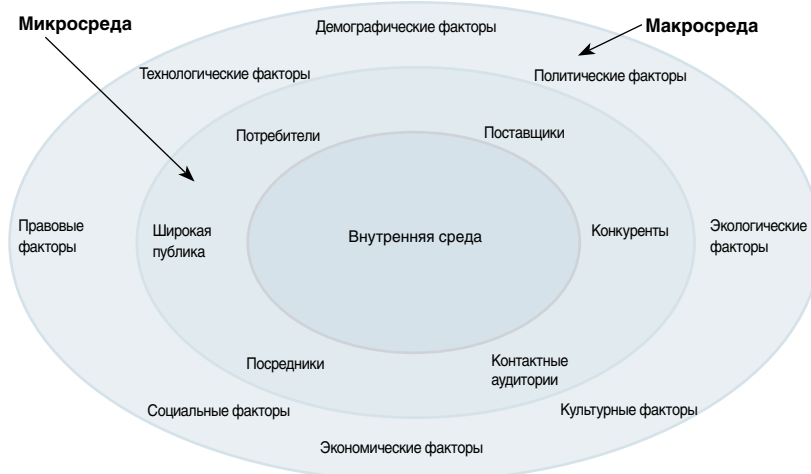 Микросреда
Демографические факторы
Макросреда
Технологические факторы
Политические факторы
Потребители
Поставщики
Правовые
факторы
Широкая
публика
Внутренняя среда
Конкуренты
Экологические
факторы
Посредники
Контактные
аудитории
Социальные факторы
Культурные факторы
Экономические факторы